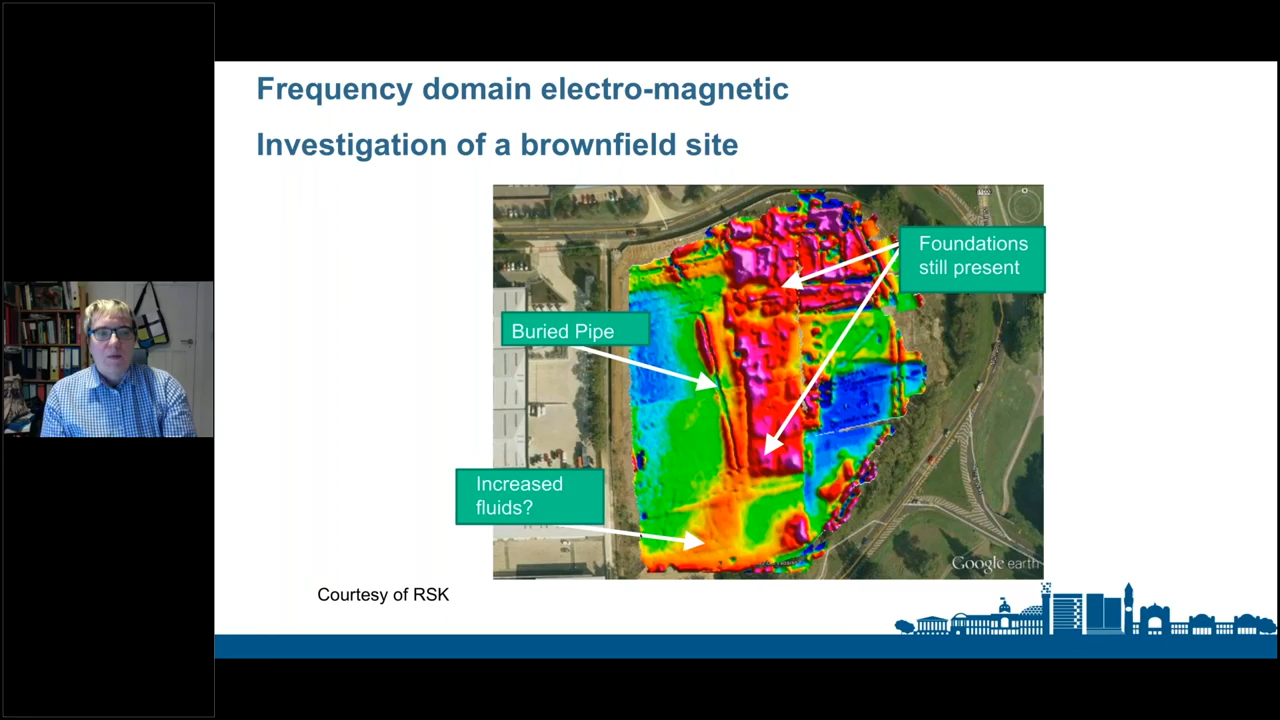 Frequency domain electro-magnetic
Investigation of a brownfield site
Foundations
still present
Buried Pipe
Increased
fluids?
Google earth
Courtesy of RSK